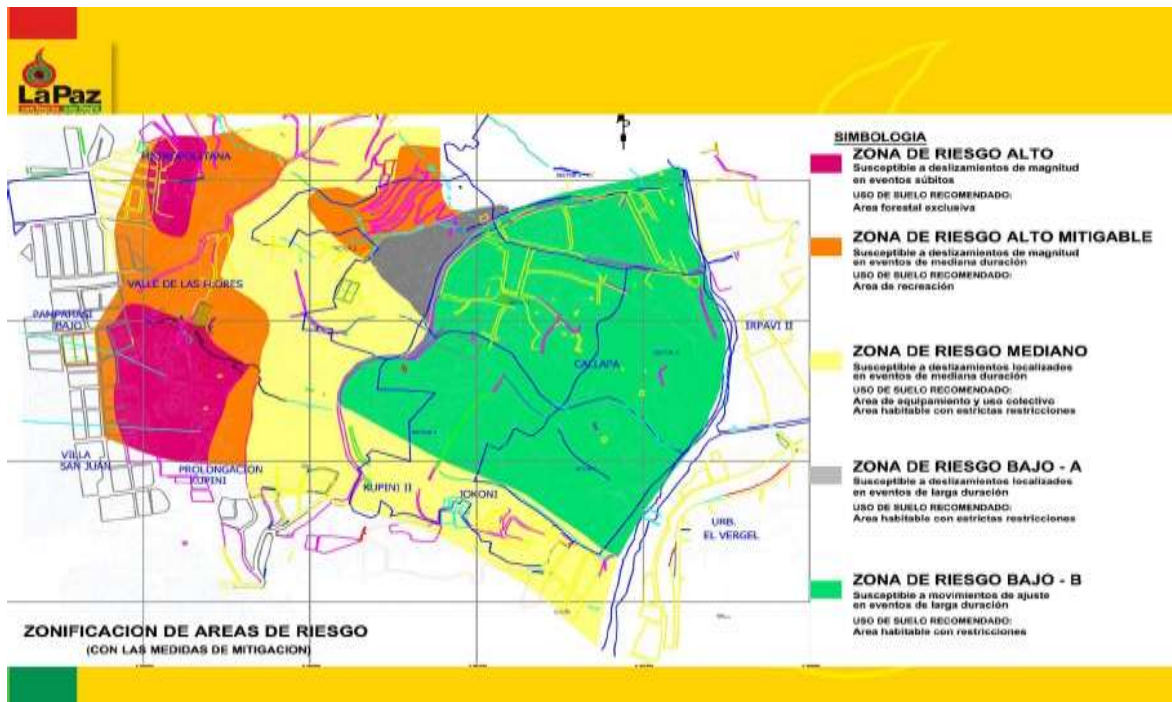 LaPaz
SIMBOLOGIA
ZONA DE RIESGO ALTO
Susceptible a deslizamientos de magnitud
en eventos súbitos
USO DE SUELO RECOMENDADO:
Area forestal exclusiva
ZONA DE RIESGO ALTO MITIGABLE
Susceptible a deslizamientos de magnitud
en eventos de mediana duración
USO DE SUELO RECOMENDADO:
Area de recreación
ZONA DE RIESGO MEDIANO
Susceptible a deslizamientos localizados
en eventos de mediana duración
USO DE SUELO RECOMENDADO:
Area de equipamiento y uso colectivo
Area habitable con estrictas restricciones
ZONA DE RIESGO BAJO - A
Susceptible a deslizamientos localizados
en eventos de larga duración
USO DE SUELO RECOMENDADO:
Area habitable con estrictas restricciones
ZONA DE RIESGO BAJO - B
Susceptible a movimientos de ajuste
en eventos de larga duración
USO DE SUELO RECOMENDADO:
Area habitable con restricciones
METROPOLITANA
VALLE DE LAS FLORES
PAMPAHASI
BAJO
IRPAVI II
CALLAPA
VILLA
SAN JUAN
PROLONGACION
KUPINI
KUPINI II
JOKONI
URB.
EL VERGEL
ZONIFICACION DE AREAS DE RIESGO
(CON LAS MEDIDAS DE MITIGACION)